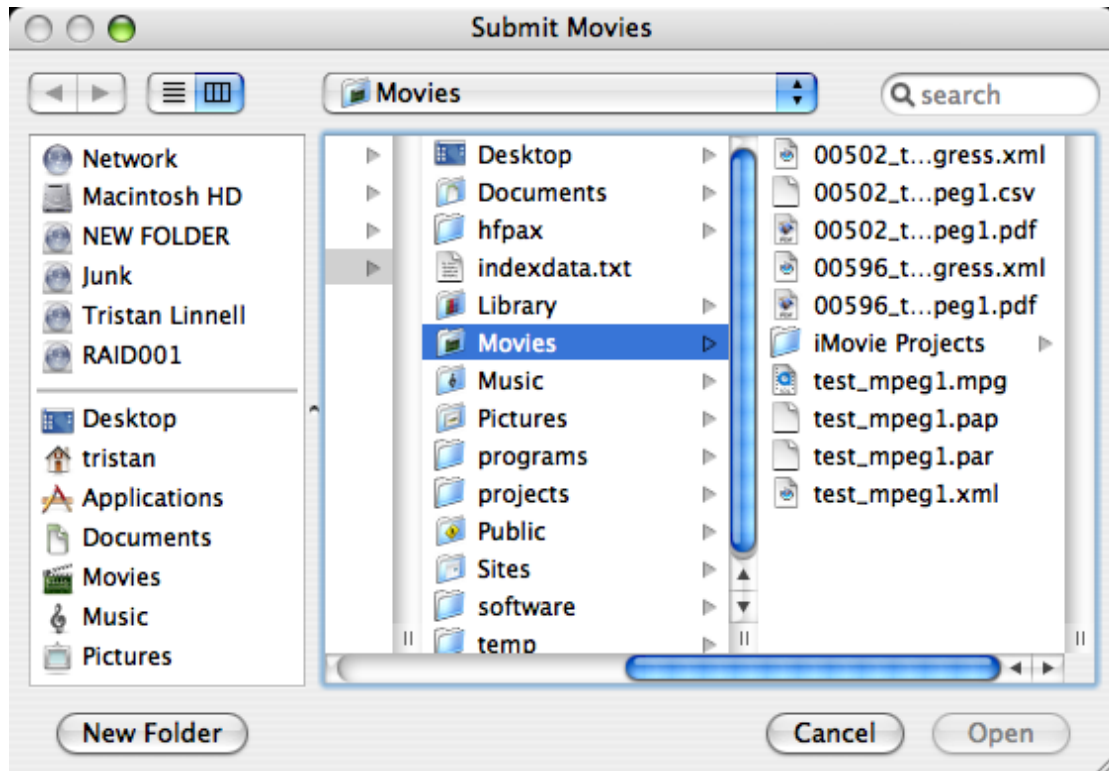 Submit Movies
Movies
search
Network
Macintosh HD
NEW FOLDER
Junk
Tristan Linnell
RAID001
Desktop
tristan
Applications
Documents
Movies
Music
Pictures
Desktop
Documents
hfpax
indexdata.txt
Library
Movies
Music
Pictures
programs
projects
Public
Sites
software
temp
00502_t...gress.xml
00502_t...peg1.csv
00502_t...peg1.pdf
00596_t...gress.xml
00596_t...peg1.pdf
iMovie Projects
test_mpeg1.mpg
test_mpeg1.pap
test_mpeg1.par
test_mpeg1.xml
New Folder
Cancel
Open